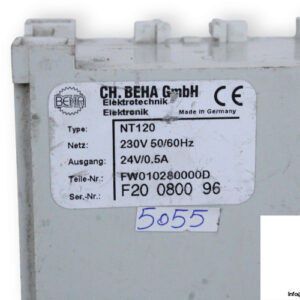 BEHA
CH. BEHA GmbH
Elektrotechnik
Elektronik
CE
Made in Germany
Type: NT120
Netz: 230V 50/60Hz
Ausgang: 24V/0.5A
Teile-Nr.: FW010280000D
Ser.-Nr.: F20 0800 96
5055